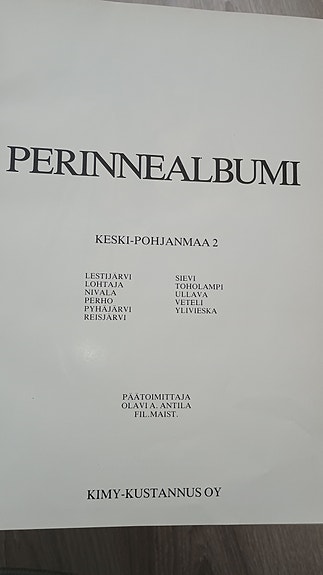 PERINNEALBUMI
KESKI-POHJANMAA 2
LESTIJÄRVI
LOHTAJA
NIVALA
PERHO
PYHÄJÄRVI
REISJÄRVI
SIEVI
TOHOLAMPI
ULLAVA
VETELI
YLIVIESKA
PÄÄTOIMITTAJA
OLAVI A. ANTILA
FIL.MAIST.
KIMY-KUSTANNUS OY